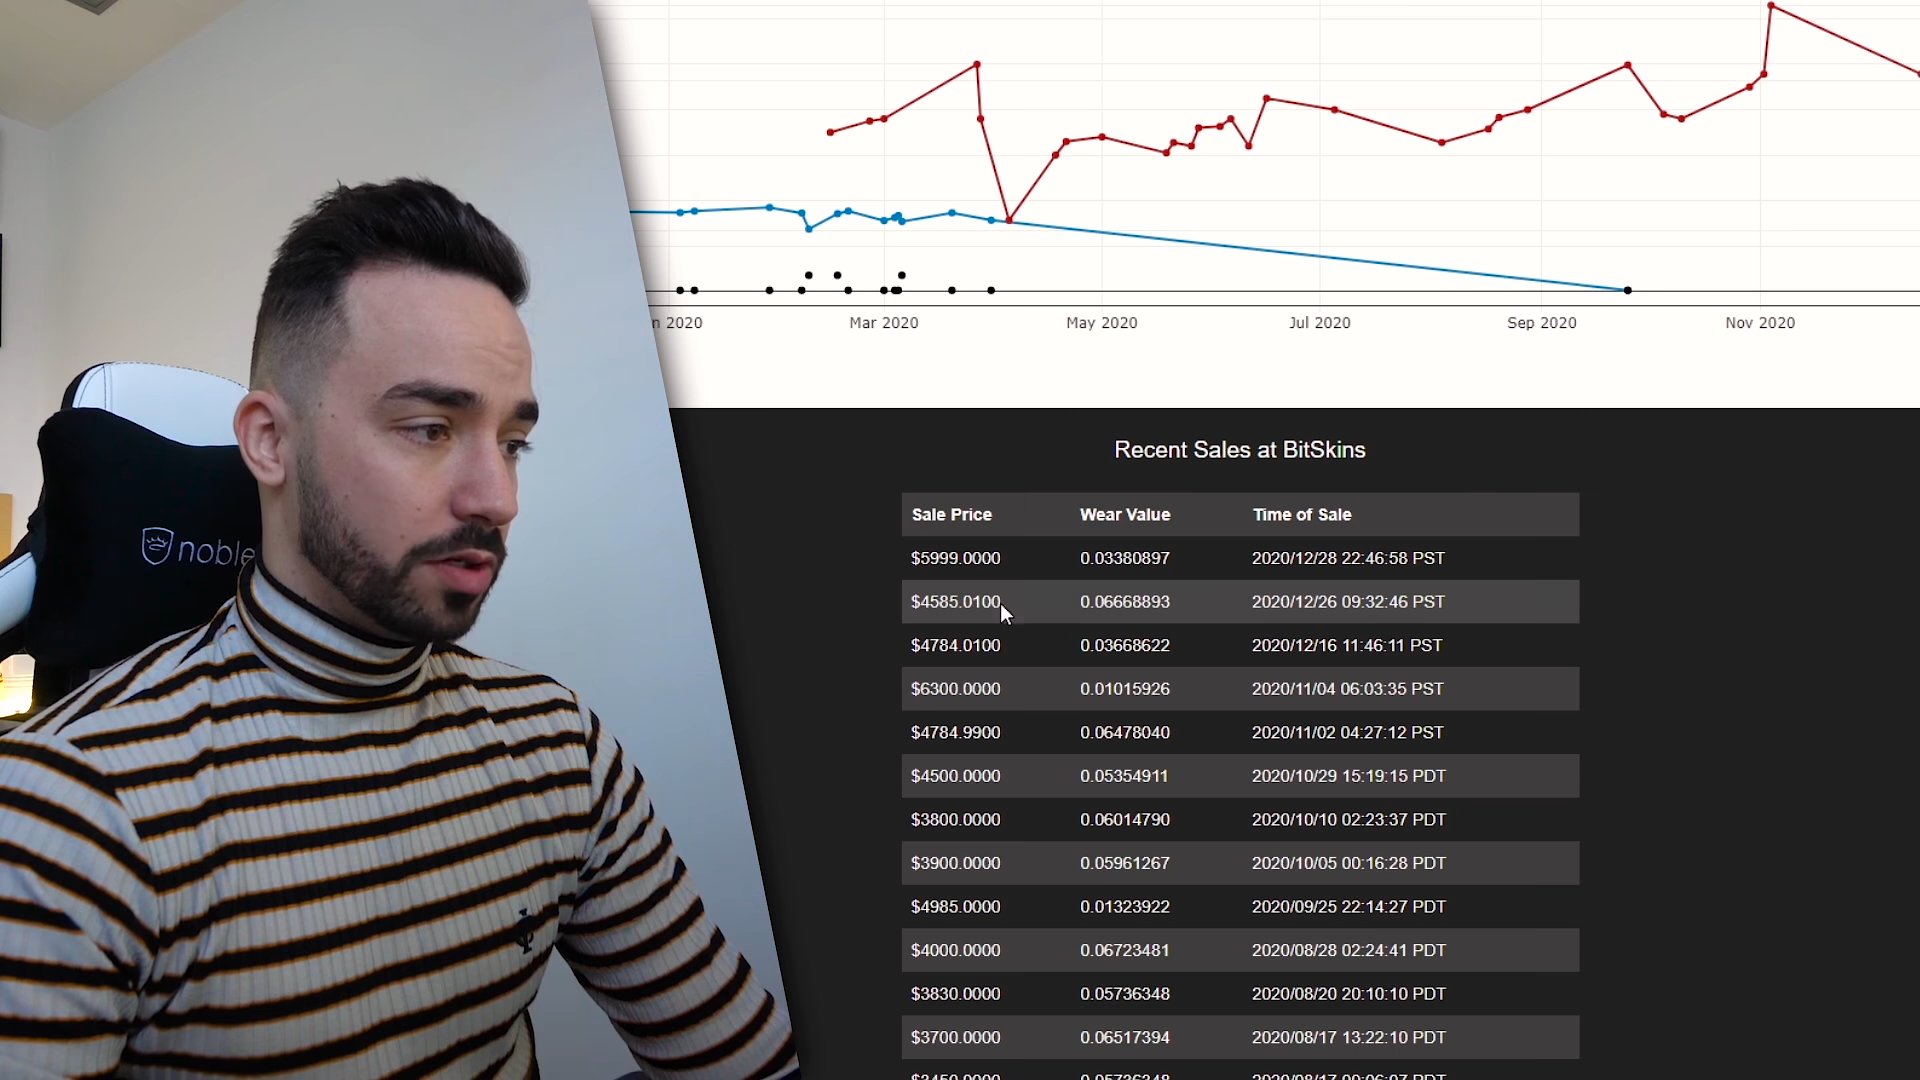 n 2020 Mar 2020 May 2020 Jul 2020 Sep 2020 Nov 2020
Recent Sales at BitSkins
Sale Price Wear Value Time of Sale
$5999.0000 0.03380897 2020/12/28 22:46:58 PST
$4585.0100 0.06668893 2020/12/26 09:32:46 PST
$4784.0100 0.03668622 2020/12/16 11:46:11 PST
$6300.0000 0.01015926 2020/11/04 06:03:35 PST
$4784.9900 0.06478040 2020/11/02 04:27:12 PST
$4500.0000 0.05354911 2020/10/29 15:19:15 PDT
$3800.0000 0.06014790 2020/10/10 02:23:37 PDT
$3900.0000 0.05961267 2020/10/05 00:16:28 PDT
$4985.0000 0.01323922 2020/09/25 22:14:27 PDT
$4000.0000 0.06723481 2020/08/28 02:24:41 PDT
$3830.0000 0.05736348 2020/08/20 20:10:10 PDT
$3700.0000 0.06517394 2020/08/17 13:22:10 PDT
noble